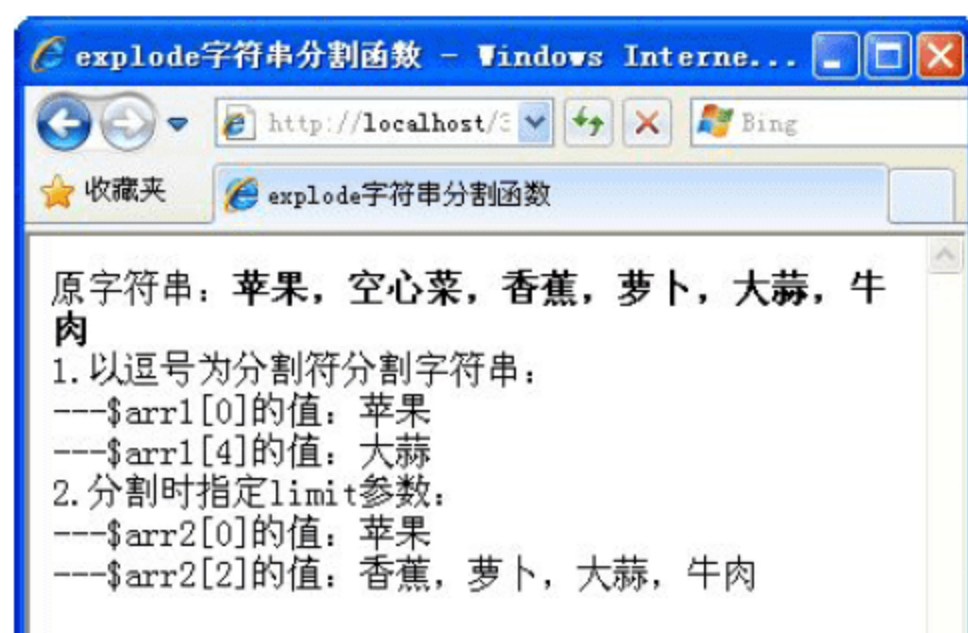 explode字符串分割函数 - Windows Interne...
http://localhost/3
Bing
收藏夹
explode字符串分割函数
原字符串：苹果，空心菜，香蕉，萝卜，大蒜，牛
肉
1.以逗号为分割符分割字符串：
---$arr1[0]的值：苹果
---$arr1[4]的值：大蒜
2.分割时指定limit参数：
---$arr2[0]的值：苹果
---$arr2[2]的值：香蕉，萝卜，大蒜，牛肉